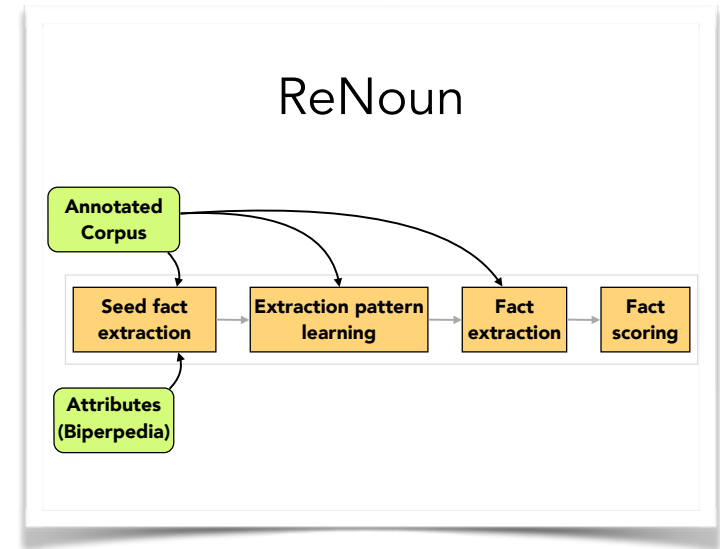 ReNoun
Annotated
Corpus
Seed fact
extraction
Extraction pattern
learning
Fact
extraction
Fact
scoring
Attributes
(Biperpedia)